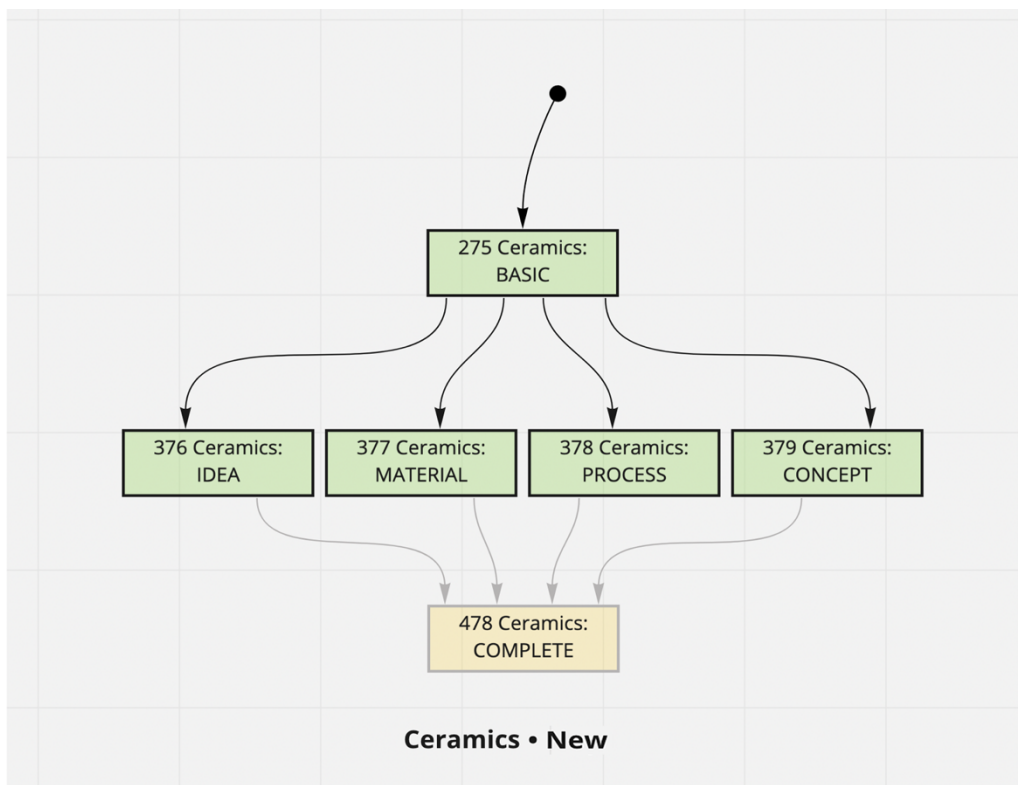 275 Ceramics:
BASIC
376 Ceramics:
IDEA
377 Ceramics:
MATERIAL
378 Ceramics:
PROCESS
379 Ceramics:
CONCEPT
478 Ceramics:
COMPLETE
Ceramics • New